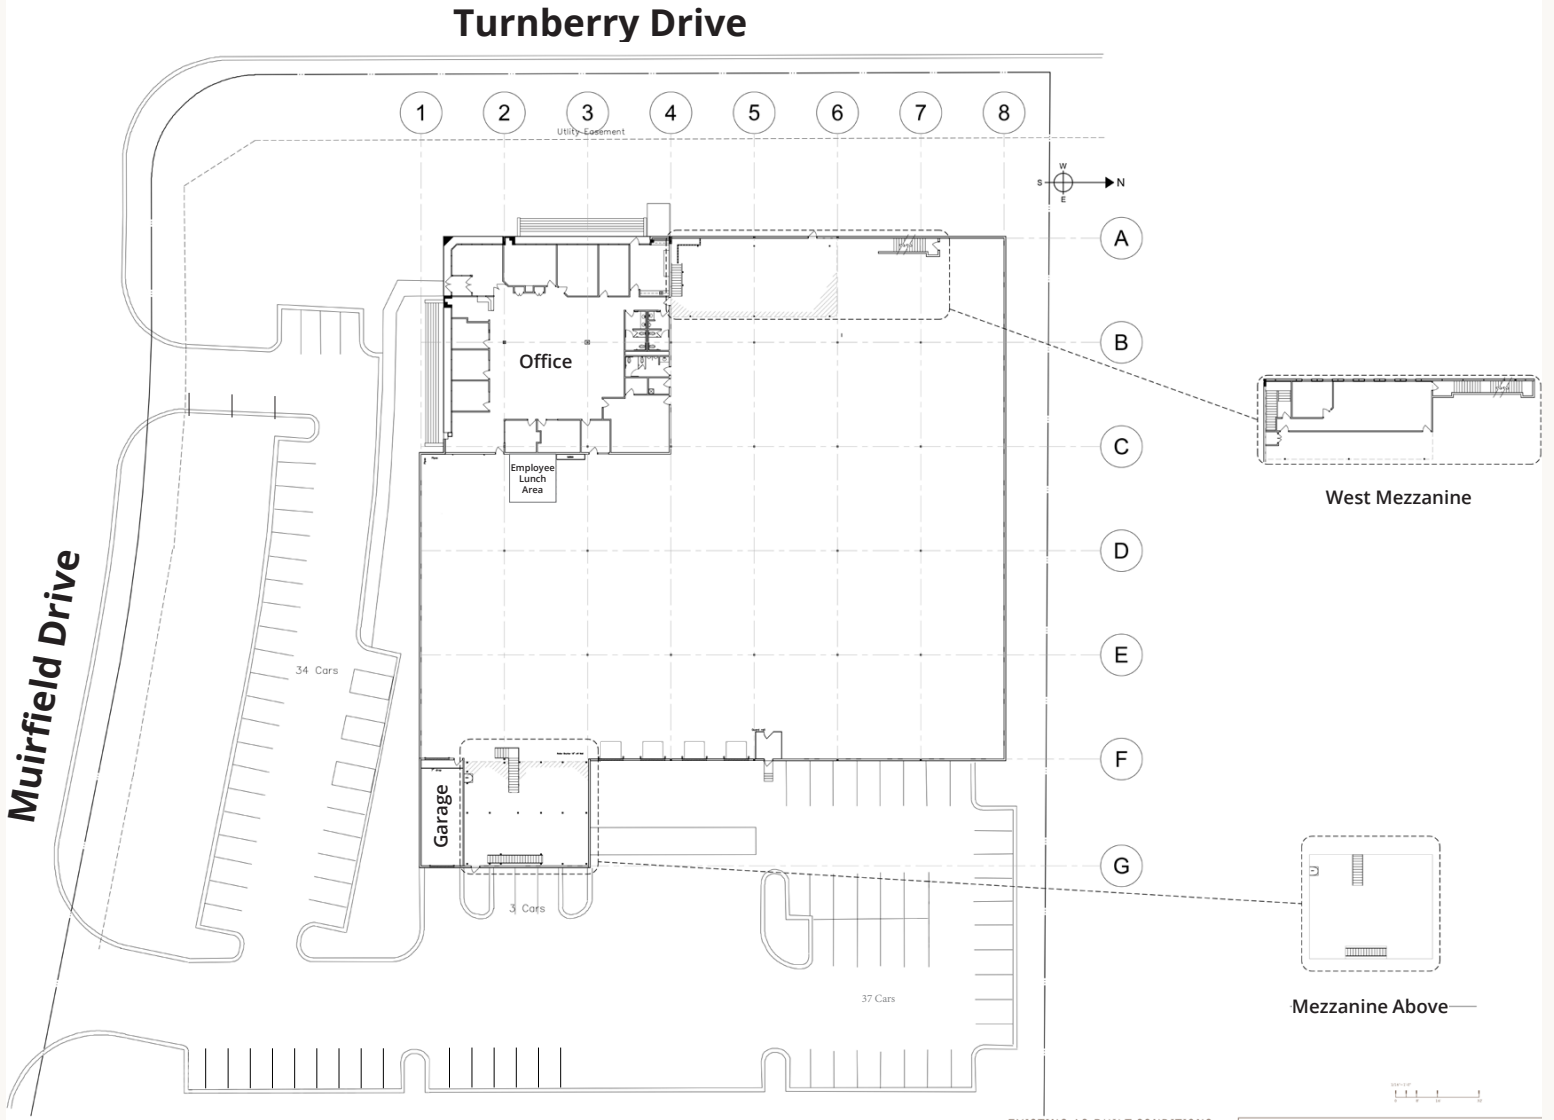 Turnberry Drive
1 2 3 4 5 6 7 8
Utlity Easement
W
S N
E
A
B
Office
C
Employee
Lunch
Area
West Mezzanine
D
Muirfield Drive
E
34 Cars
F
Garage
G
3 Cars
37 Cars
Mezzanine Above